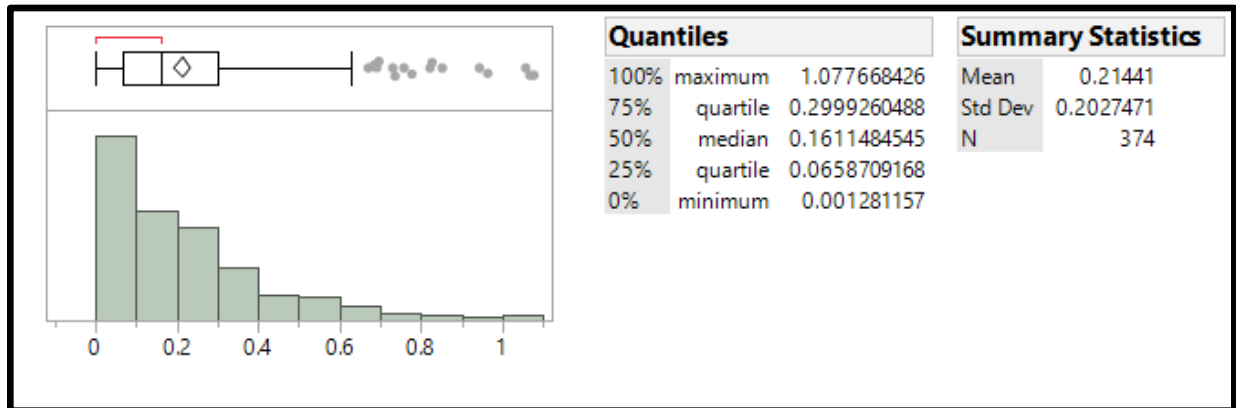 Quantiles
100% maximum 1.077668426
75% quartile 0.2999260488
50% median 0.1611484545
25% quartile 0.0658709168
0% minimum 0.001281157
Summary Statistics
Mean 0.21441
Std Dev 0.2027471
N 374
0 0.2 0.4 0.6 0.8 1